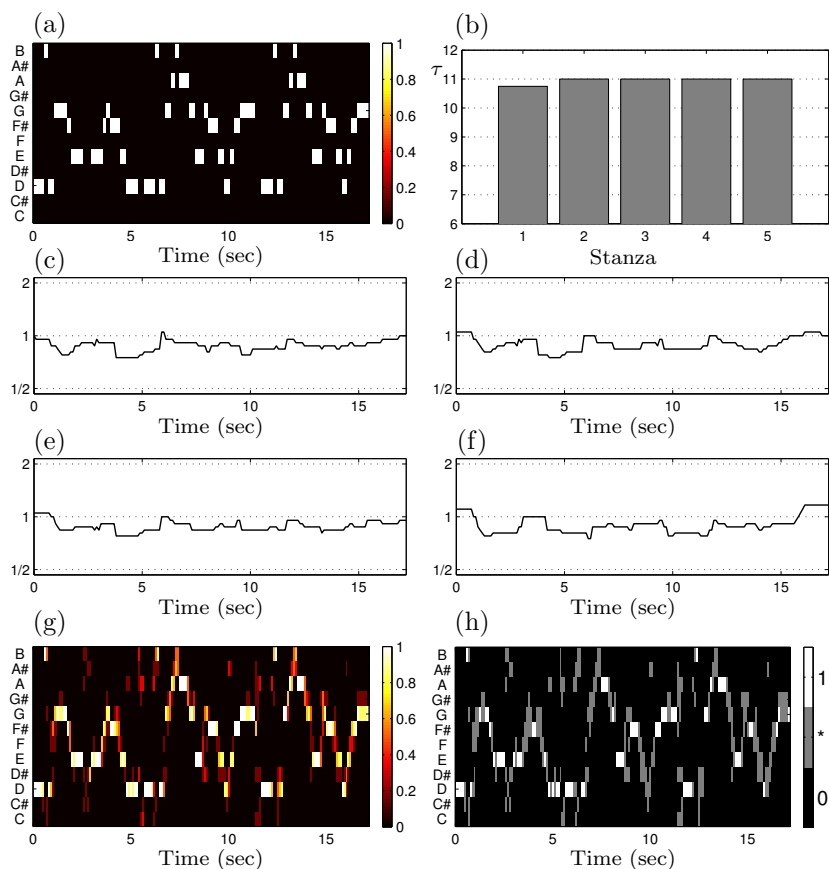 (a)
B
A#
A
G#
G
F#
F
E
D#
D
C#
C
0 5 10 15
Time (sec)
1
0.8
0.6
0.4
0.2
0
(b)
τ
12
11
10
9
8
7
6
1 2 3 4 5
Stanza
(c)
2
1
1/2
0 5 10 15
Time (sec)
(d)
2
1
1/2
0 5 10 15
Time (sec)
(e)
2
1
1/2
0 5 10 15
Time (sec)
(f)
2
1
1/2
0 5 10 15
Time (sec)
(g)
B
A#
A
G#
G
F#
F
E
D#
D
C#
C
0 5 10 15
Time (sec)
1
0.8
0.6
0.4
0.2
0
(h)
B
A#
A
G#
G
F#
F
E
D#
D
C#
C
0 5 10 15
Time (sec)
1
*
0